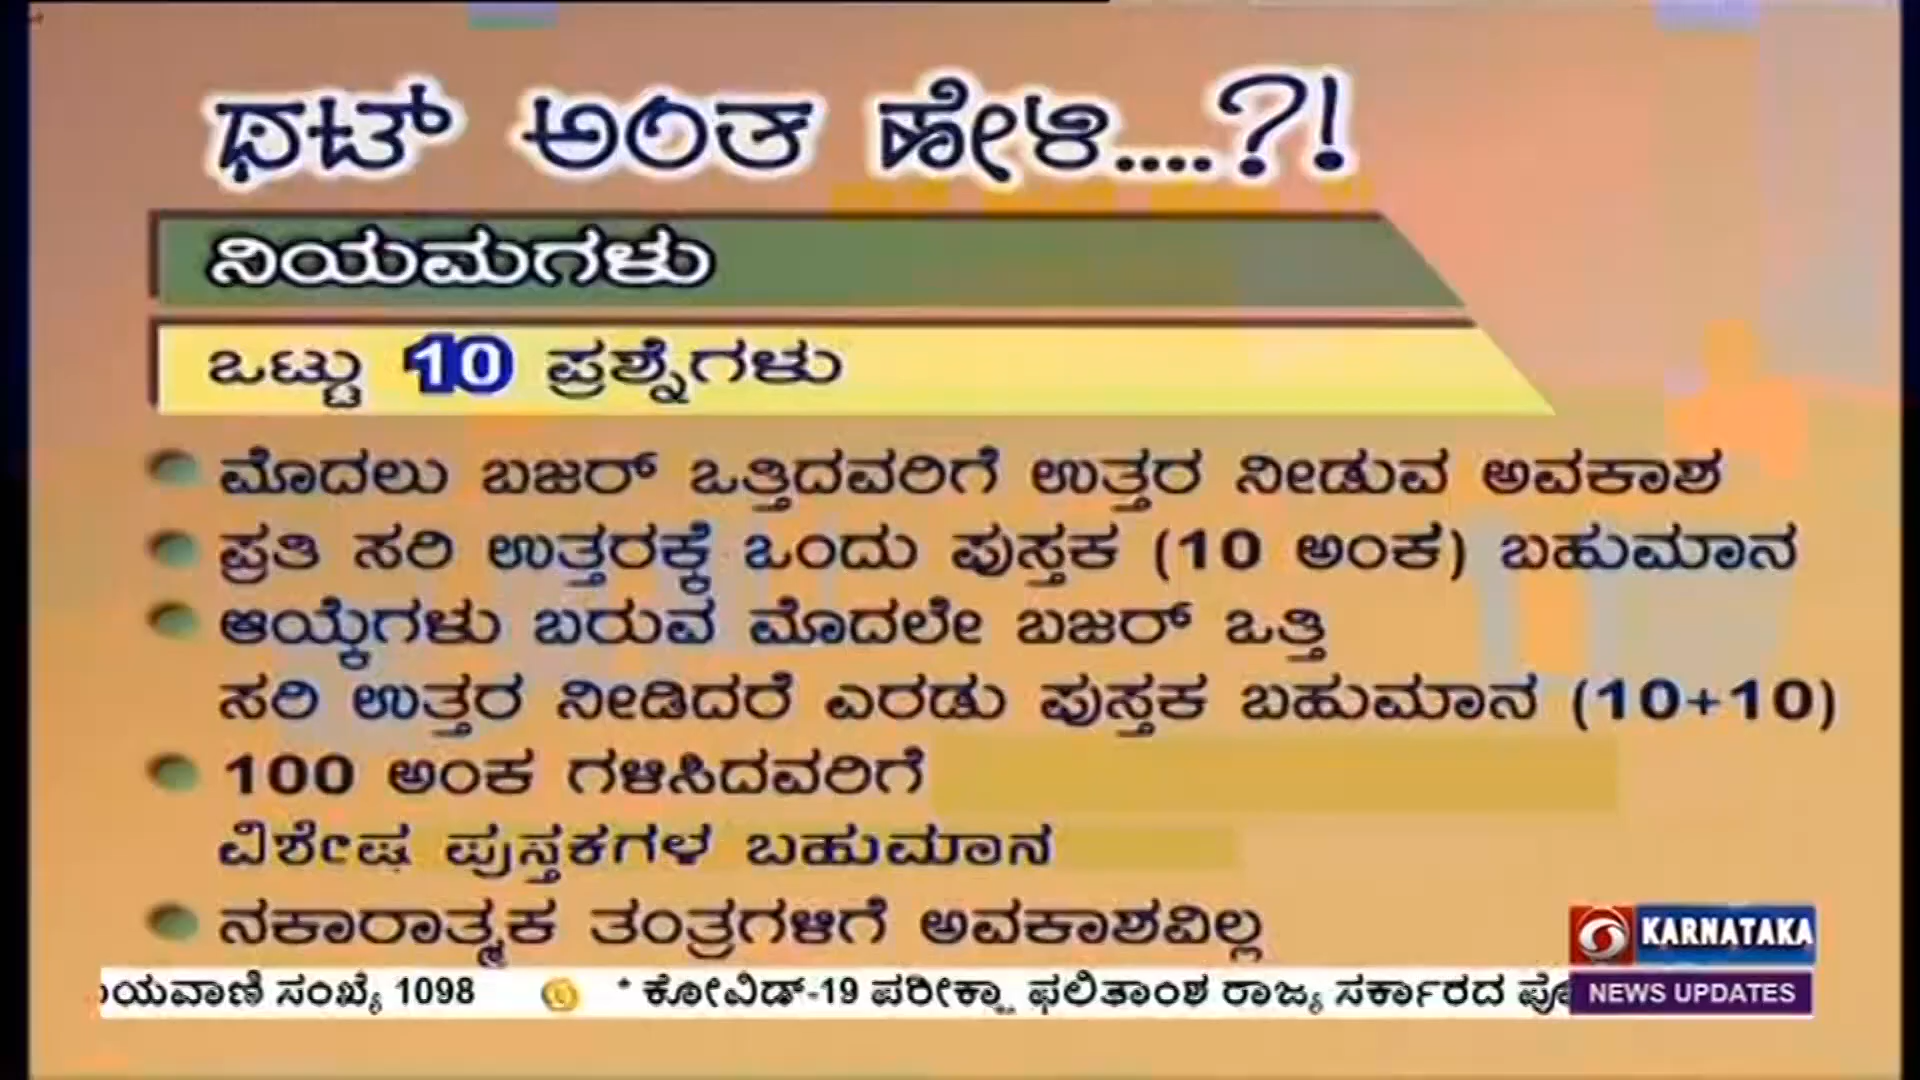 ಥಟ್ ಅಂತ ಹೇಳಿ....?!
ನಿಯಮಗಳು
ಒಟ್ಟು 10 ಪ್ರಶ್ನೆಗಳು
ಮೊದಲು ಬಜರ್ ಒತ್ತಿದವರಿಗೆ ಉತ್ತರ ನೀಡುವ ಅವಕಾಶ
ಪ್ರತಿ ಸರಿ ಉತ್ತರಕ್ಕೆ ಒಂದು ಪುಸ್ತಕ (10 ಅಂಕ) ಬಹುಮಾನ
ಆಯ್ಕೆಗಳು ಬರುವ ಮೊದಲೇ ಬಜರ್ ಒತ್ತಿ
ಸರಿ ಉತ್ತರ ನೀಡಿದರೆ ಎರಡು ಪುಸ್ತಕ ಬಹುಮಾನ (10+10)
100 ಅಂಕ ಗಳಿಸಿದವರಿಗೆ
ವಿಶೇಷ ಪುಸ್ತಕಗಳ ಬಹುಮಾನ
ನಕಾರಾತ್ಮಕ ತಂತ್ರಗಳಿಗೆ ಅವಕಾಶವಿಲ್ಲ
KARNATAKA
ಸಂಖ್ಯೆ 1098 * ಕೋವಿಡ್-19 ಪರೀಕ್ಷಾ ಫಲಿತಾಂಶ ರಾಜ್ಯ ಸರ್ಕಾರದ
NEWS UPDATES